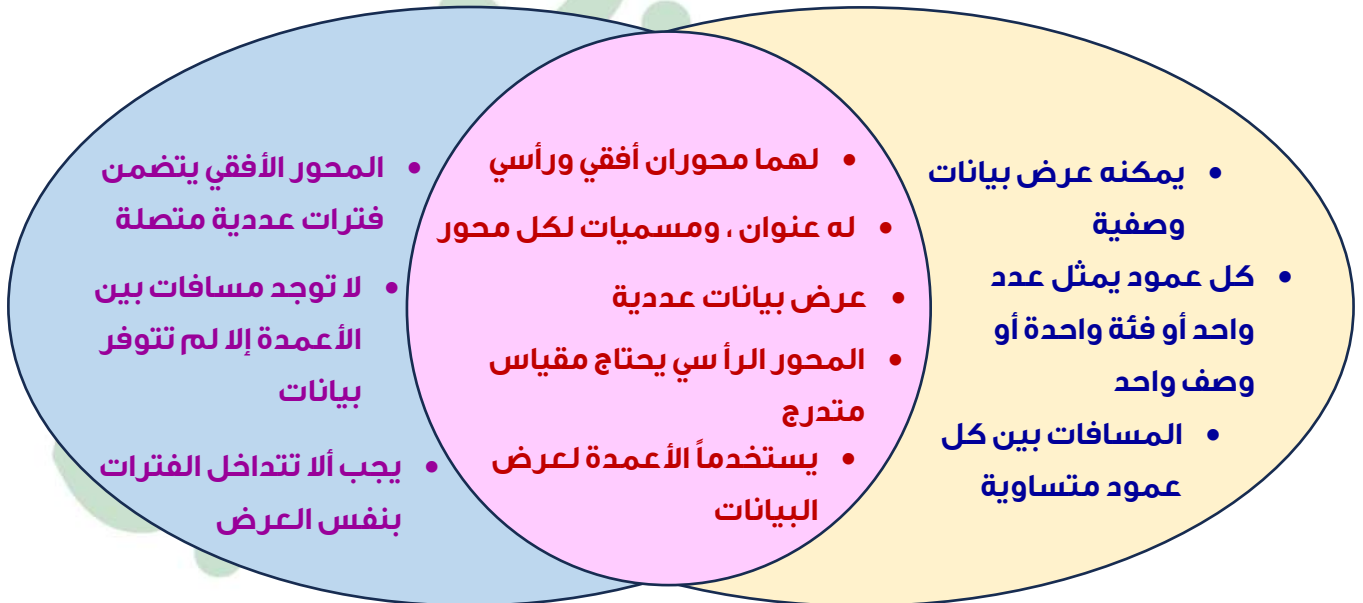 • يمكنه عرض بيانات
وصفية
• كل عمود يمثل عدد
واحد أو فئة واحدة أو
وصف واحد
• المسافات بين كل
عمود متساوية
• لهما محوران أفقي ورأسي
• له عنوان ، ومسميات لكل محور
• عرض بيانات عددية
• المحور الرأ سي يحتاج مقياس
متدرج
• يستخدماً الأعمدة لعرض
البيانات
• المحور الأفقي يتضمن
فترات عددية متصلة
• لا توجد مسافات بين
الأعمدة إلا لم تتوفر
بيانات
• يجب ألا تتداخل الفترات
بنفس العرض